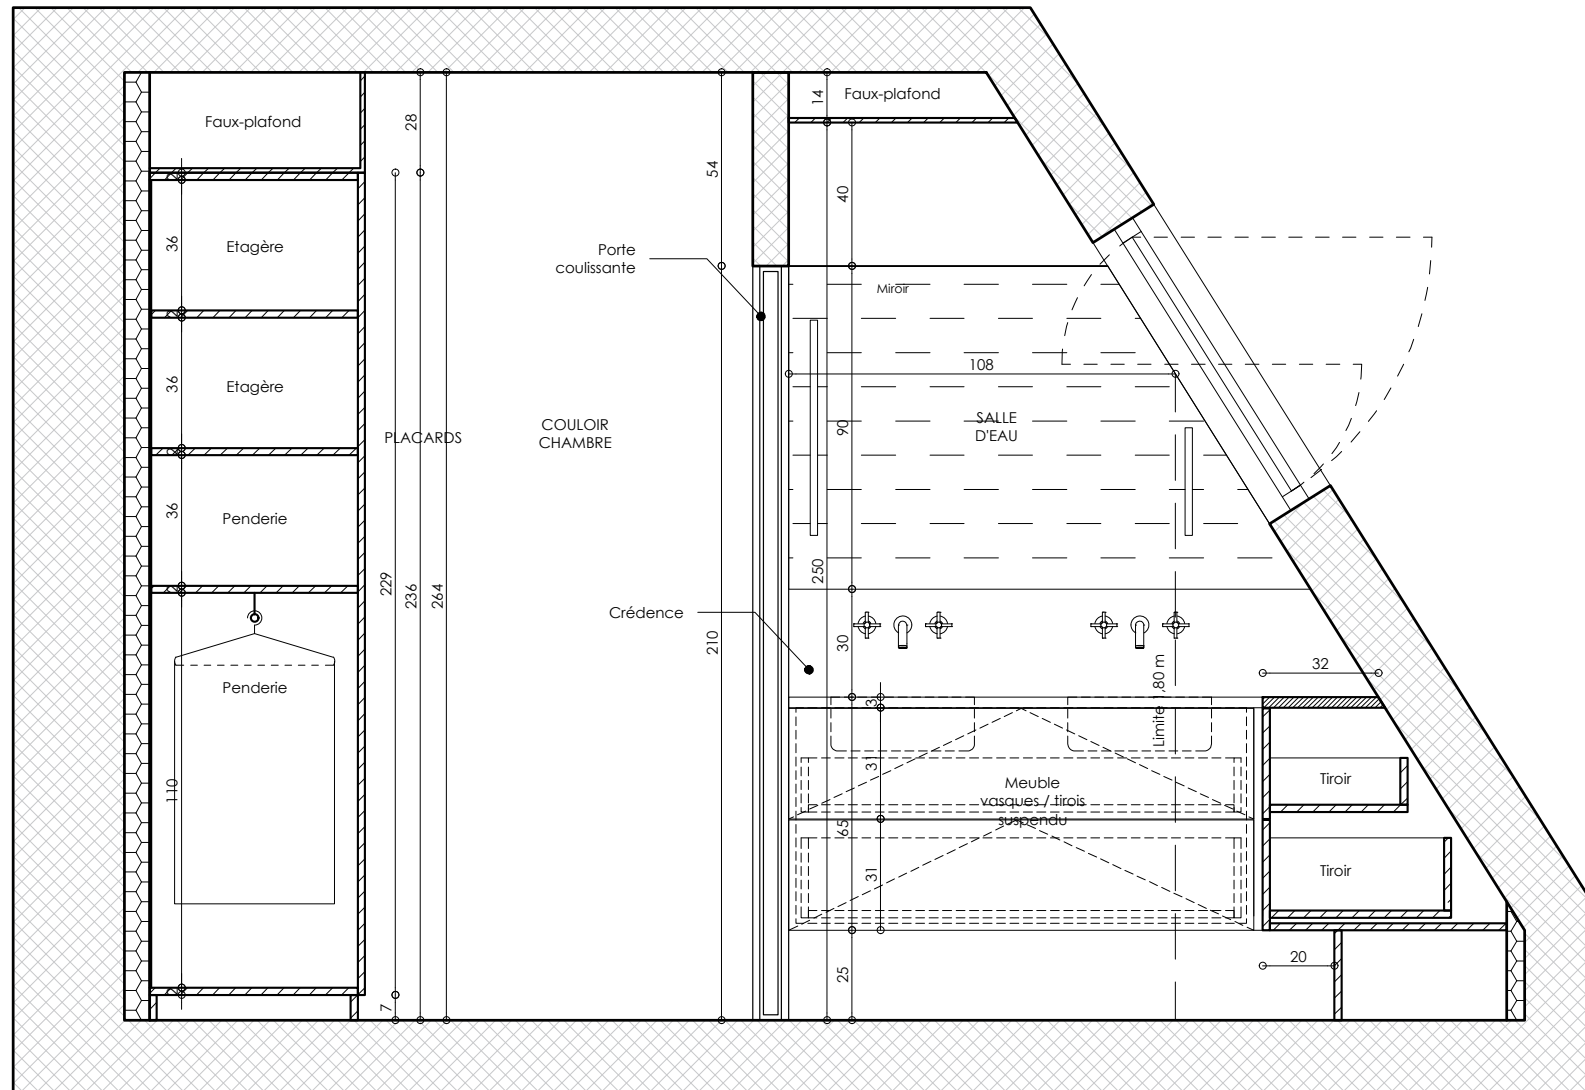 Faux-plafond
28
54
14
Faux-plafond
40
36
Etagère
Porte
coulissante
Miroir
108
36
Etagère
PLACARDS
COULOIR
CHAMBRE
90
SALLE
D'EAU
36
Penderie
229
236
264
250
210
Crédence
30
32
Penderie
3
Limite 1,80 m
110
31
Meuble
vasques / tirois
suspendu
65
Tiroir
31
Tiroir
25
20
7